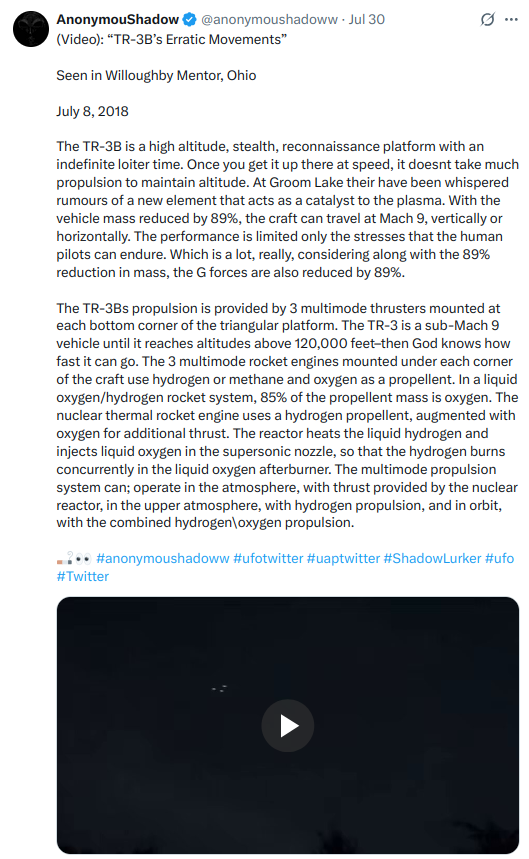 AnonymouShadow @anonymoushadoww · Jul 30
(Video): “TR-3B’s Erratic Movements”
Seen in Willoughby Mentor, Ohio
July 8, 2018
The TR-3B is a high altitude, stealth, reconnaissance platform with an
indefinite loiter time. Once you get it up there at speed, it doesnt take much
propulsion to maintain altitude. At Groom Lake their have been whispered
rumours of a new element that acts as a catalyst to the plasma. With the
vehicle mass reduced by 89%, the craft can travel at Mach 9, vertically or
horizontally. The performance is limited only the stresses that the human
pilots can endure. Which is a lot, really, considering along with the 89%
reduction in mass, the G forces are also reduced by 89%.
The TR-3Bs propulsion is provided by 3 multimode thrusters mounted at
each bottom corner of the triangular platform. The TR-3 is a sub-Mach 9
vehicle until it reaches altitudes above 120,000 feet–then God knows how
fast it can go. The 3 multimode rocket engines mounted under each corner
of the craft use hydrogen or methane and oxygen as a propellent. In a liquid
oxygen/hydrogen rocket system, 85% of the propellent mass is oxygen. The
nuclear thermal rocket engine uses a hydrogen propellent, augmented with
oxygen for additional thrust. The reactor heats the liquid hydrogen and
injects liquid oxygen in the supersonic nozzle, so that the hydrogen burns
concurrently in the liquid oxygen afterburner. The multimode propulsion
system can; operate in the atmosphere, with thrust provided by the nuclear
reactor, in the upper atmosphere, with hydrogen propulsion, and in orbit,
with the combined hydrogen\oxygen propulsion.
🚬👀 #anonymoushadoww #ufotwitter #uaptwitter #ShadowLurker #ufo
#Twitter